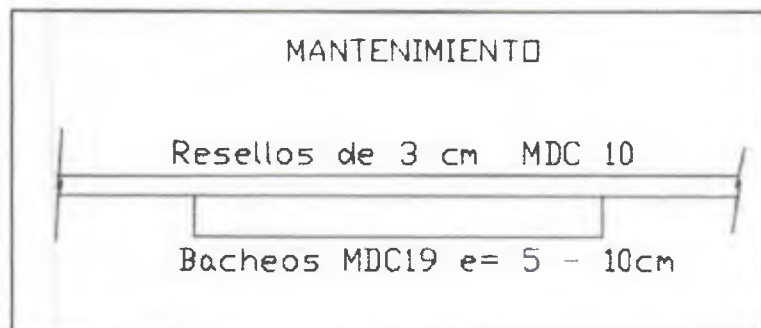 MANTENIMIENTO
Resellos de 3 cm MDC 10
Bacheos MDC19 e= 5 - 10cm